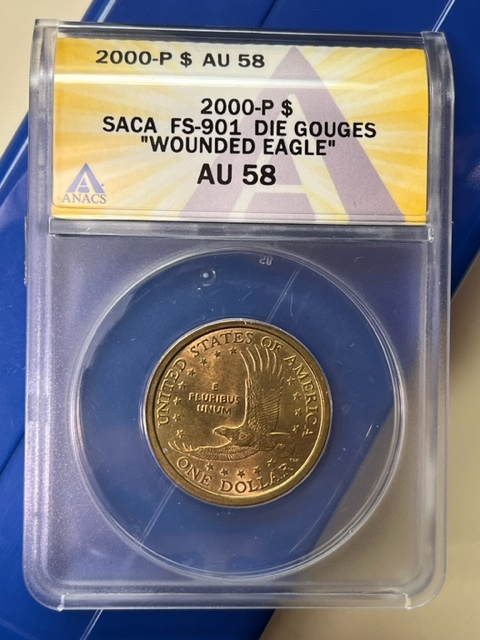 2000-P $ AU 58
2000-P $
SACA FS-901 DIE GOUGES
"WOUNDED EAGLE"
AU 58
ANACS
82
UNITED STATES OF AMERICA
E
PLURIBUS
UNUM
ONE DOLLAR